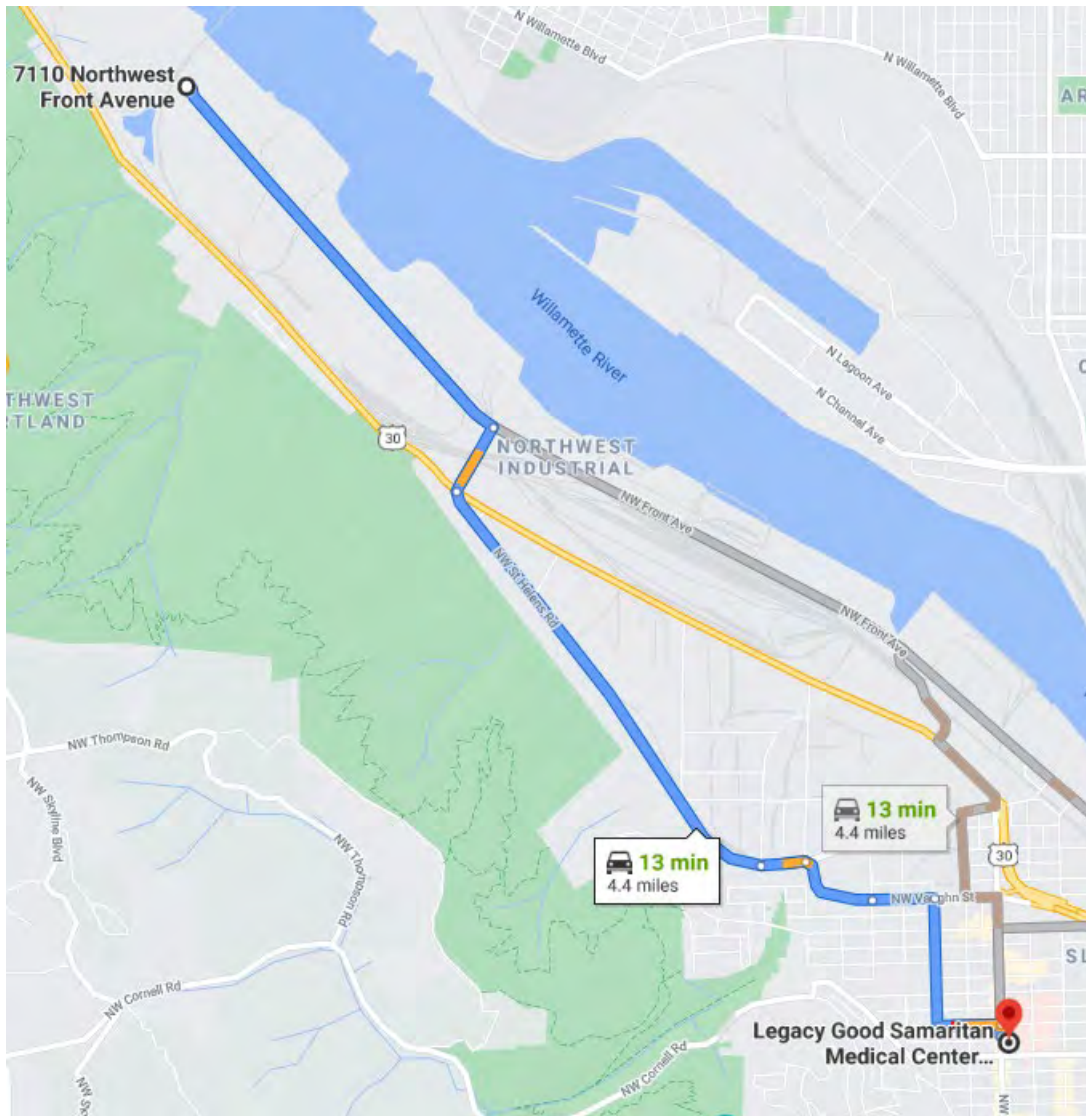 N Willamette Blvd
N Willamette Blvd
7110 Northwest
Front Avenue
AR
Willamette River
N Lagoon Ave
N Channel Ave
THWEST
RTLAND
30
NORTHWEST
INDUSTRIAL
NW Front Ave
NW St Helens Rd
NW Front Ave
NW Thompson Rd
NW Skyline Blvd
NW Thompson Rd
13 min
4.4 miles
13 min
4.4 miles
30
NW Vaughn St
SL
NW Cornell Rd
Legacy Good Samaritan
Medical Center...
NW Cornell Rd
NW
NW Sk